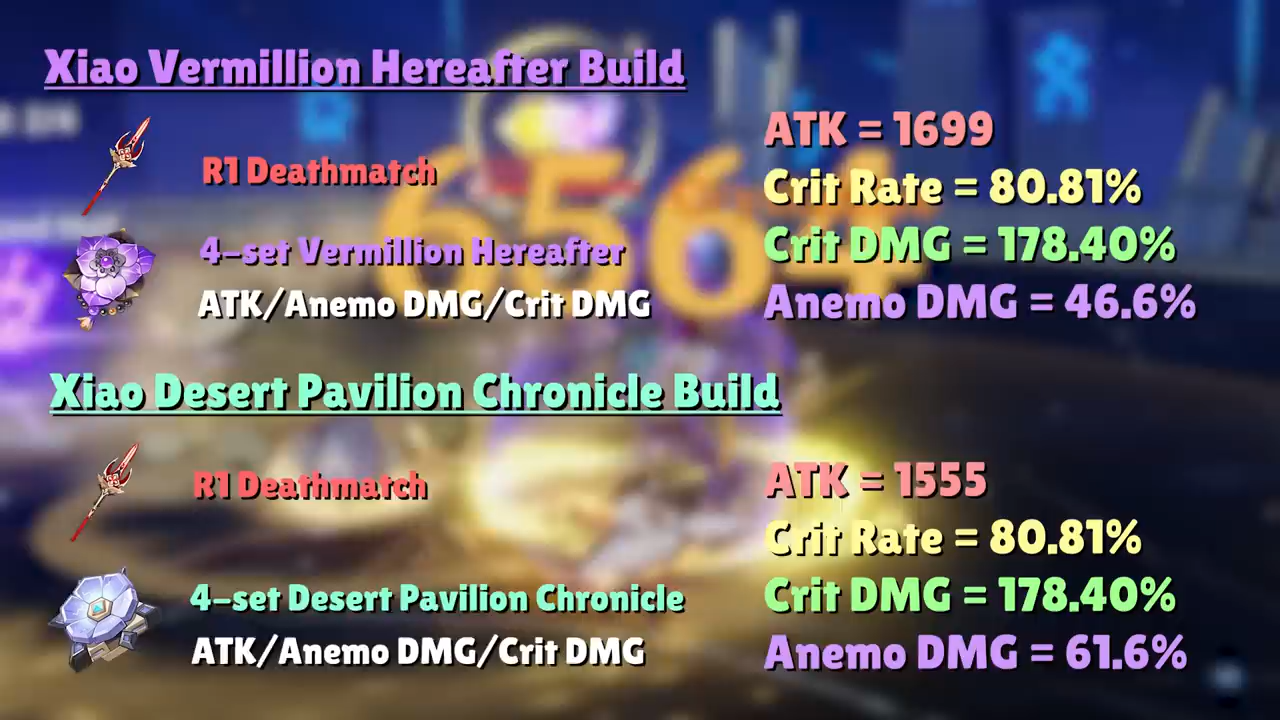 Xiao Vermillion Hereafter Build
R1 Deathmatch
4-set Vermillion Hereafter
ATK/Anemo DMG/Crit DMG
ATK = 1699
Crit Rate = 80.81%
Crit DMG = 178.40%
Anemo DMG = 46.6%
6564
Xiao Desert Pavilion Chronicle Build
R1 Deathmatch
4-set Desert Pavilion Chronicle
ATK/Anemo DMG/Crit DMG
ATK = 1555
Crit Rate = 80.81%
Crit DMG = 178.40%
Anemo DMG = 61.6%